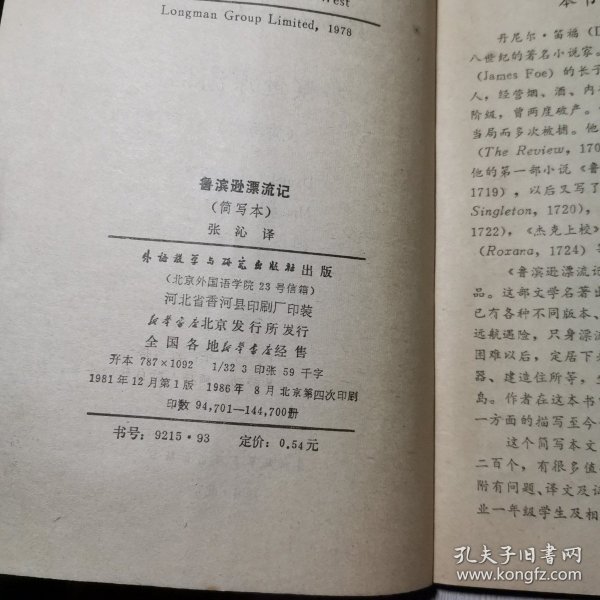 West
Longman Group Limited, 1978
鲁滨逊漂流记
(简写本)
张沁译
外语教学与研究出版社出版
(北京外国语学院23号信箱)
河北省香河县印刷厂印装
新华书店北京发行所发行
全国各地新华书店经售
开本 787×1092 1/32 3印张 59千字
1981年12月第1版 1986年8月北京第四次印刷
印数 94,701—144,700册
书号: 9215·93 定价: 0.54元
本书
丹尼尔·笛福 (D
八世纪的著名小说家。
(James Foe) 的长子
人, 经营烟、酒、内
阶级, 曾两度破产。
当局而多次被捕。他
(The Review, 170
他的第一部小说《鲁
1719) , 以后又写了
Singleton, 1720),
1722), 《杰克上校》
(Roxana, 1724)
《鲁滨逊漂流记
品。这部文学名著出
已有各种不同版本、
远航遇险, 只身漂流
困难以后, 定居下来
器、建造住所等, 生
岛。作者在这本书
一方面的描写至今
这个简写本文
二百个, 有很多值
附有问题、译文及试
业一年级学生及相
孔夫子旧书网
www.kongfz.com